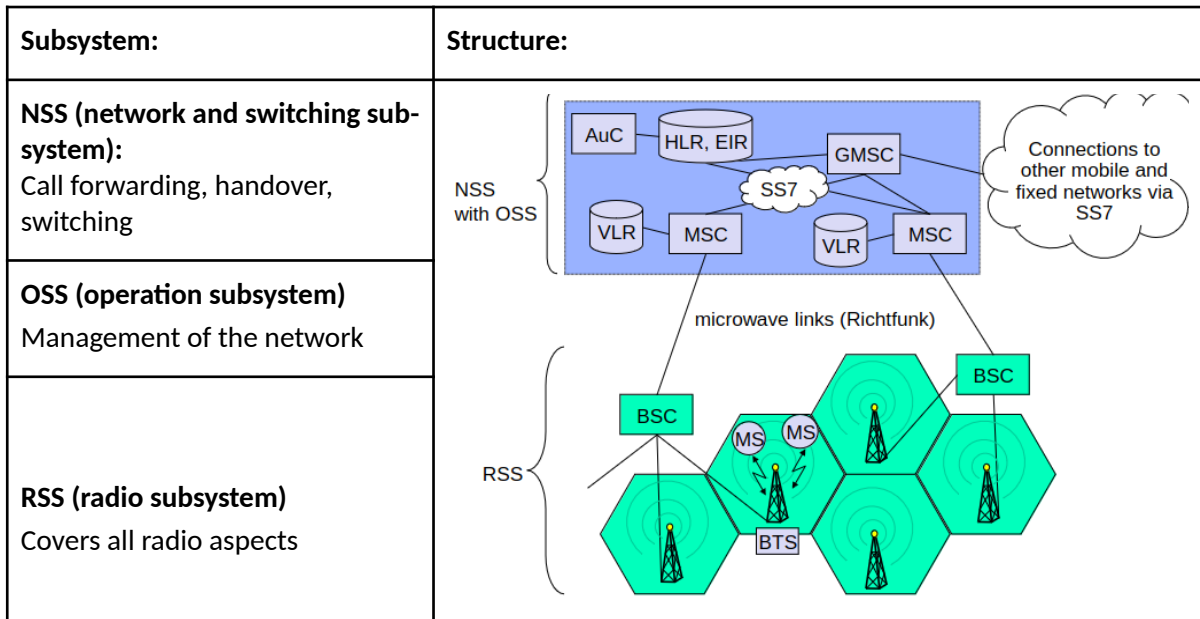 Subsystem:
Structure:
NSS (network and switching sub-
system):
Call forwarding, handover,
switching
OSS (operation subsystem)
Management of the network
RSS (radio subsystem)
Covers all radio aspects
NSS
with OSS
AuC
HLR, EIR
GMSC
SS7
VLR
MSC
VLR
MSC
Connections to
other mobile and
fixed networks via
SS7
microwave links (Richtfunk)
RSS
BSC
BSC
MS
MS
BTS